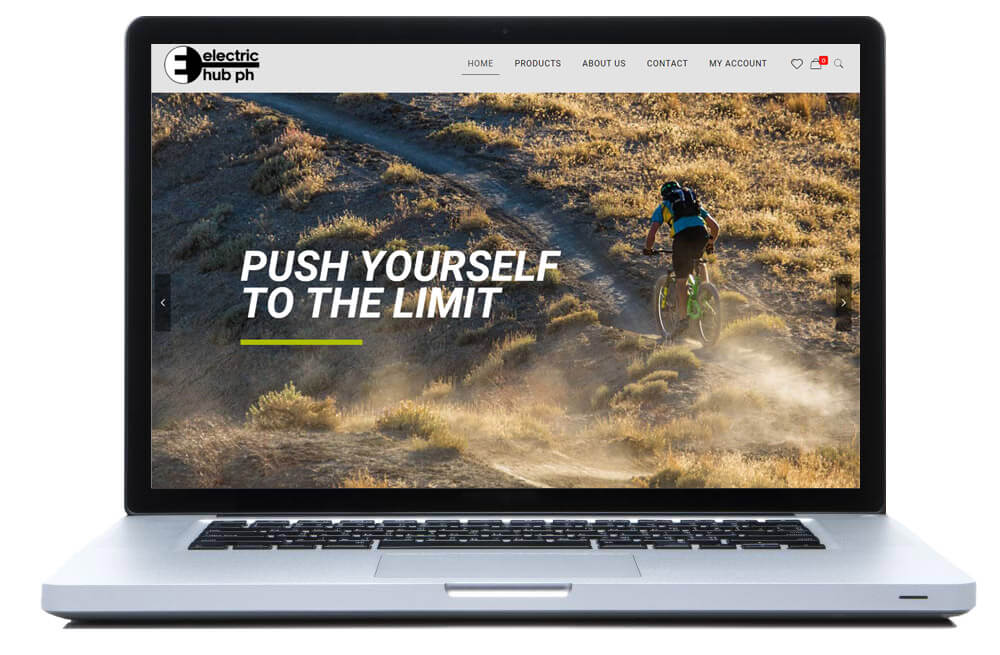 electric
hub ph
HOME PRODUCTS ABOUT US CONTACT MY ACCOUNT 0
PUSH YOURSELF
TO THE LIMIT